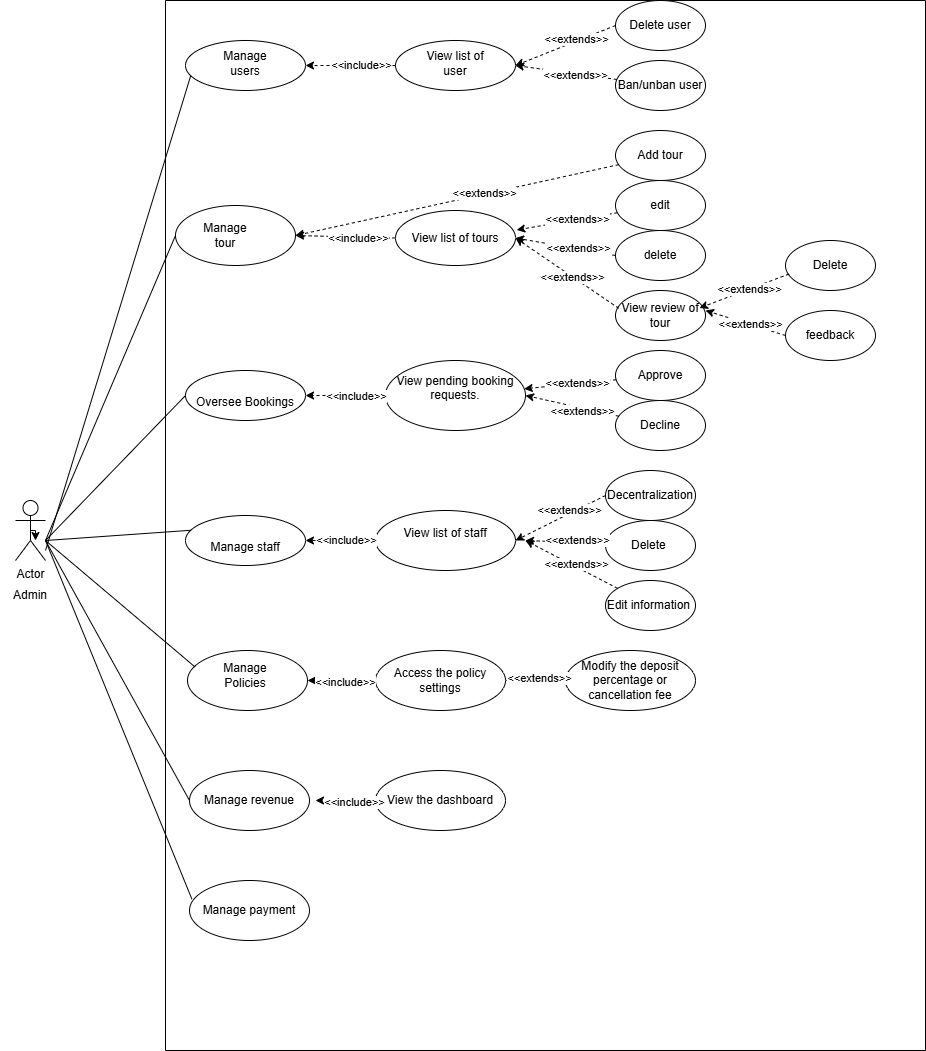 Manage
users
<<include>>
View list of
user
<<extends>>
Delete user
<<extends>>
Ban/unban user
Manage
tour
<<extends>>
Add tour
<<include>>
View list of tours
<<extends>>
edit
<<extends>>
delete
<<extends>>
View review of
tour
<<extends>>
Delete
<<extends>>
feedback
Oversee Bookings
<<include>>
View pending booking
requests.
<<extends>>
Approve
<<extends>>
Decline
Actor
Admin
Manage staff
<<include>>
View list of staff
<<extends>>
Decentralization
<<extends>>
Delete
<<extends>>
Edit information
Manage
Policies
<<include>>
Access the policy
settings
<<extends>>
Modify the deposit
percentage or
cancellation fee
Manage revenue
<<include>>
View the dashboard
Manage payment